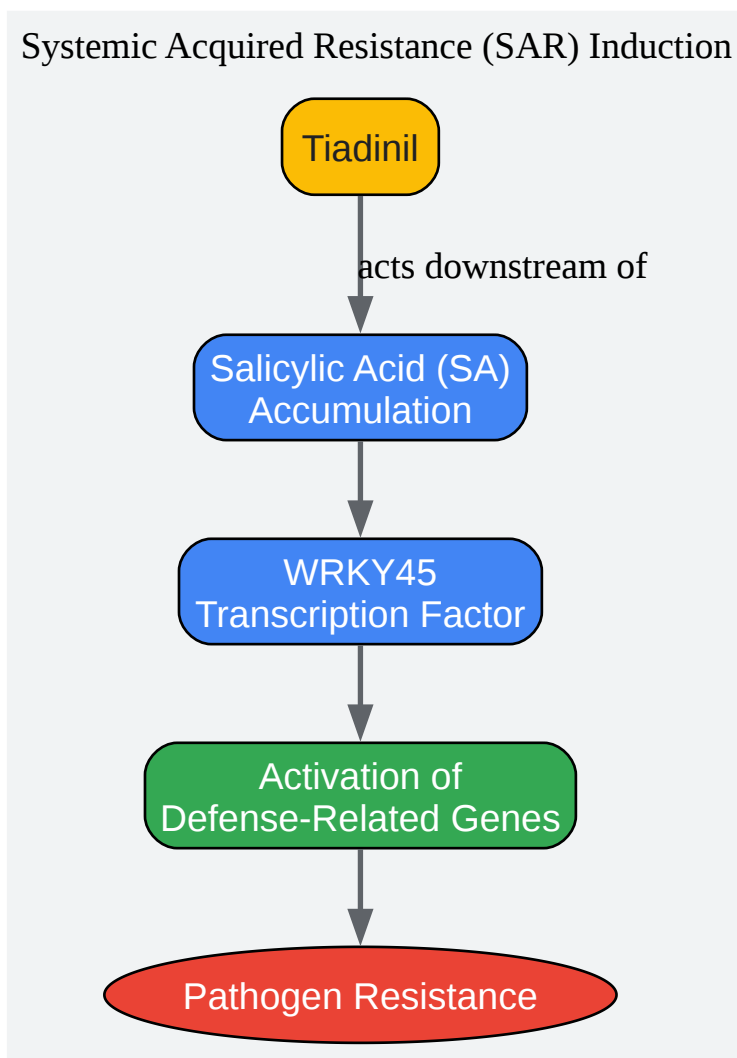 Systemic Acquired Resistance (SAR) Induction
Tiadinil
acts downstream of
Salicylic Acid (SA)
Accumulation
WRKY45
Transcription Factor
Activation of
Defense-Related Genes
Pathogen Resistance